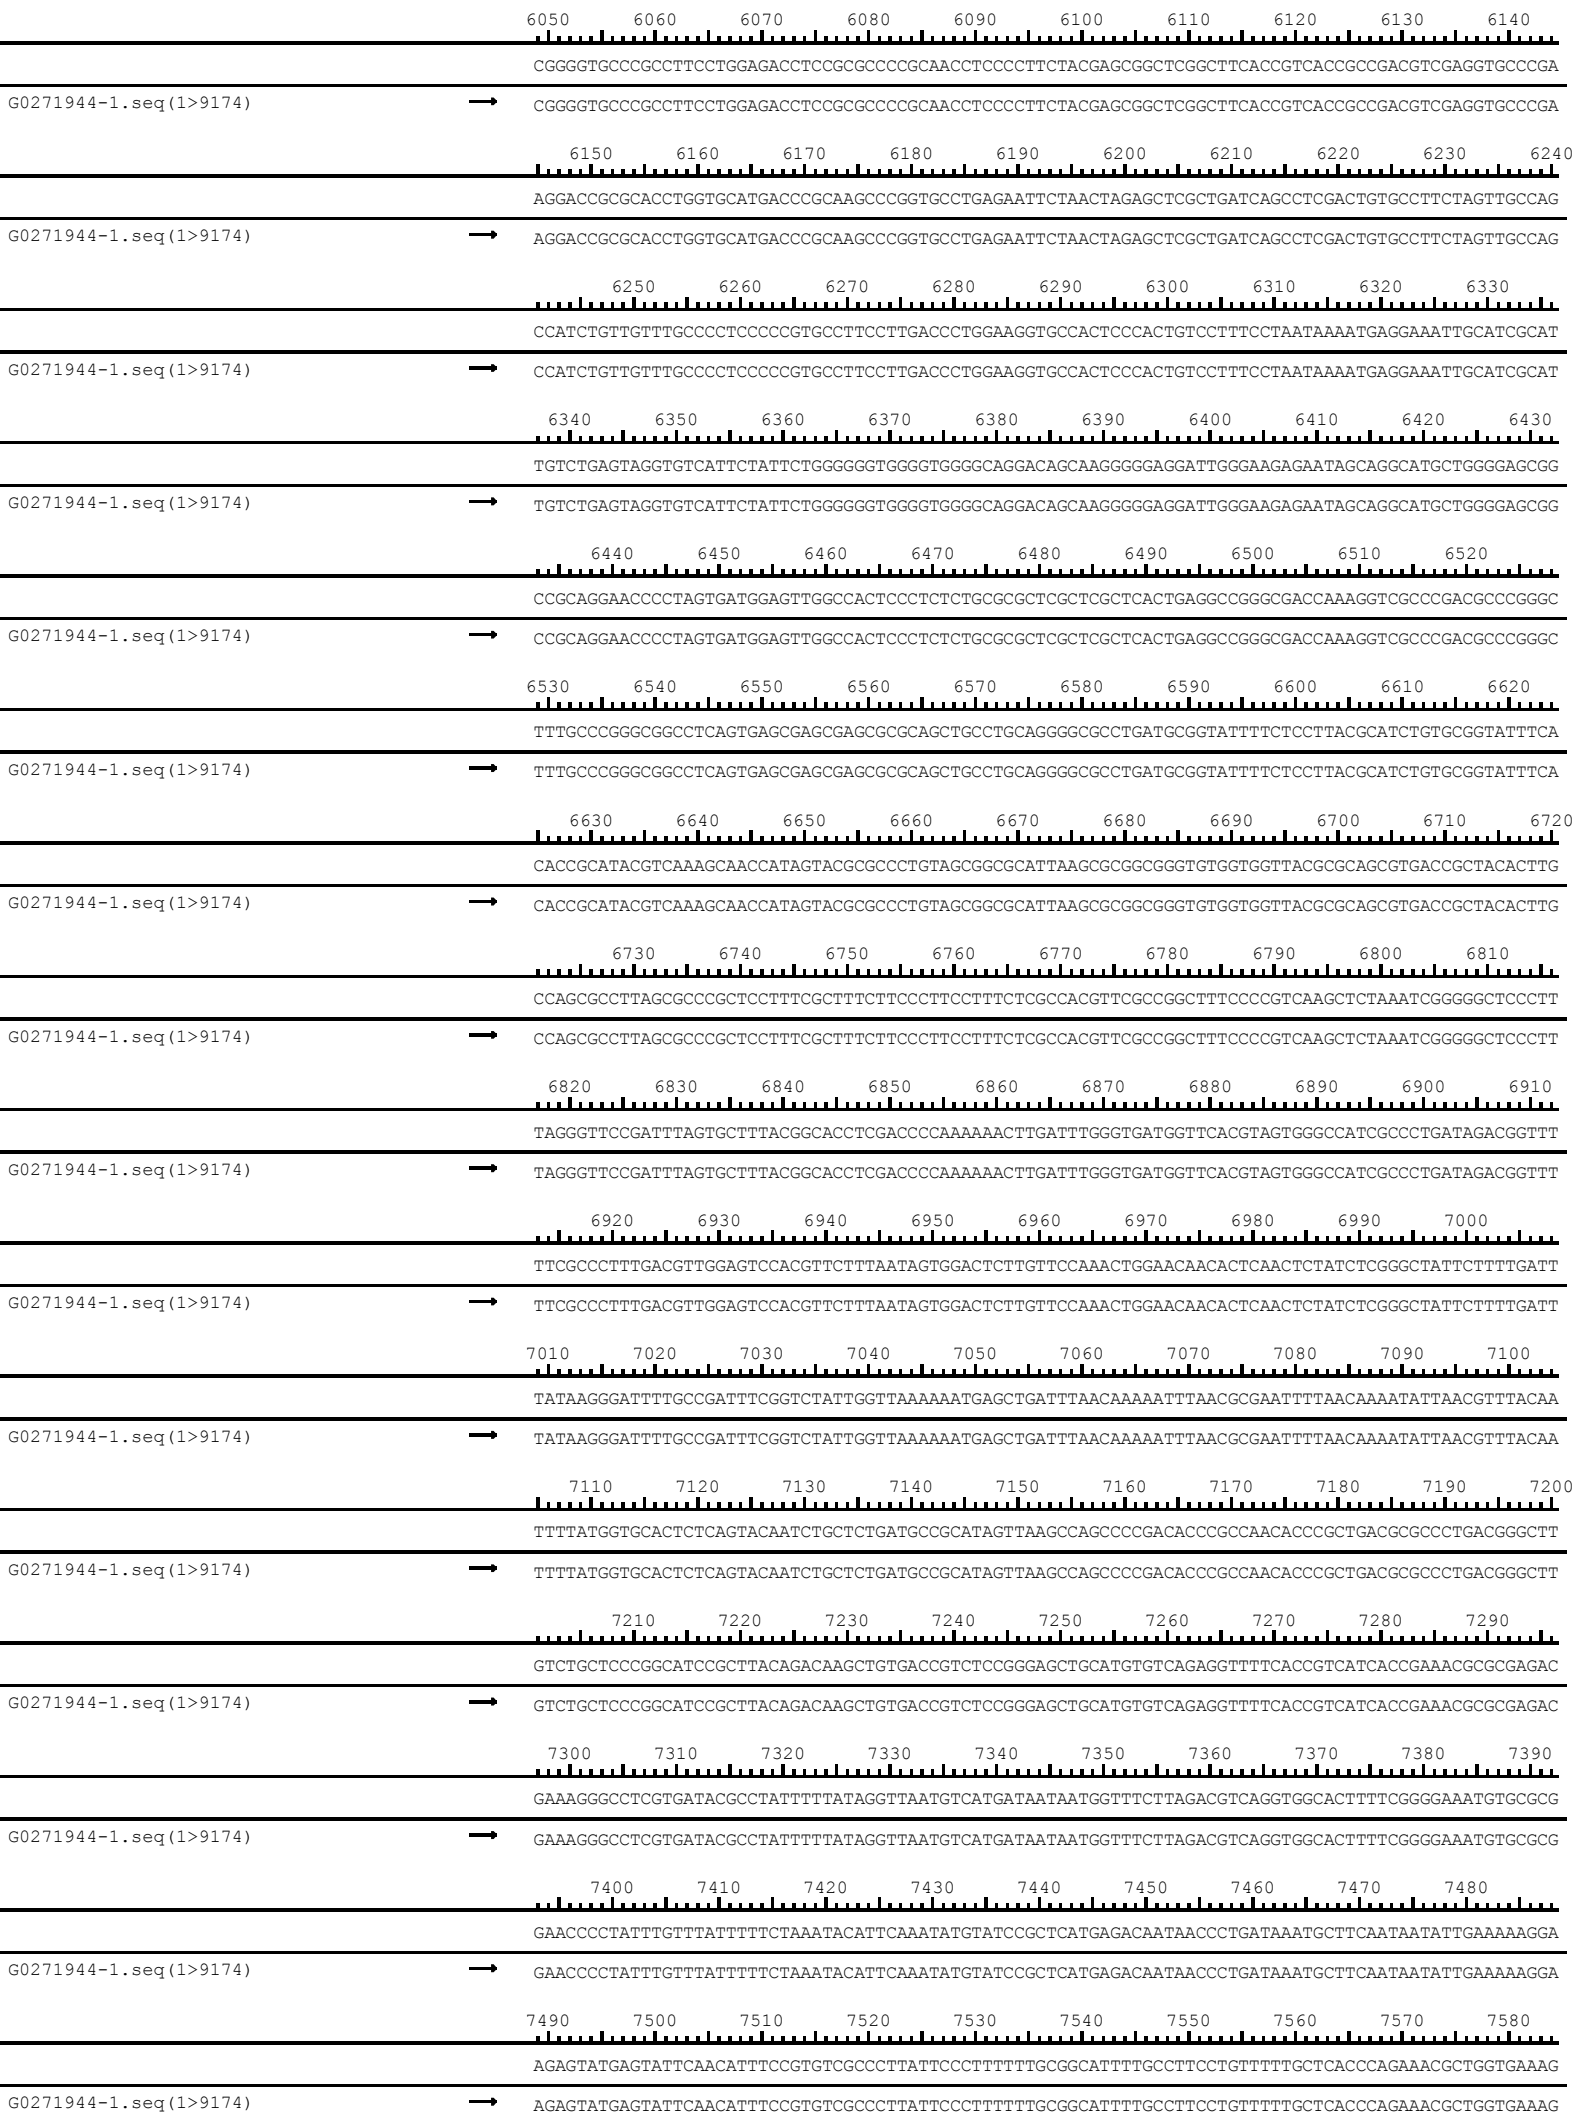 6050 6060 6070 6080 6090 6100 6110 6120 6130 6140
CGGGGTGCCCGCCTTCCTGGAGACCTCCGCGCCCCGCAACCTCCCCTTCTACGAGCGGCTCGGCTTCACCGTCACCGCCGACGTCGAGGTGCCCGA
G0271944-1.seq(1>9174) → CGGGGTGCCCGCCTTCCTGGAGACCTCCGCGCCCCGCAACCTCCCCTTCTACGAGCGGCTCGGCTTCACCGTCACCGCCGACGTCGAGGTGCCCGA
6150 6160 6170 6180 6190 6200 6210 6220 6230 6240
AGGACCGCGCACCTGGTGCATGACCCGCAAGCCCGGTGCCTGAGAATTCTAACTAGAGCTCGCTGATCAGCCTCGACTGTGCCTTCTAGTTGCCAG
G0271944-1.seq(1>9174) → AGGACCGCGCACCTGGTGCATGACCCGCAAGCCCGGTGCCTGAGAATTCTAACTAGAGCTCGCTGATCAGCCTCGACTGTGCCTTCTAGTTGCCAG
6250 6260 6270 6280 6290 6300 6310 6320 6330
CCATCTGTTGTTTGCCCCTCCCCCGTGCCTTCCTTGACCCTGGAAGGTGCCACTCCCACTGTCCTTTCCTAATAAAATGAGGAAATTGCATCGCAT
G0271944-1.seq(1>9174) → CCATCTGTTGTTTGCCCCTCCCCCGTGCCTTCCTTGACCCTGGAAGGTGCCACTCCCACTGTCCTTTCCTAATAAAATGAGGAAATTGCATCGCAT
6340 6350 6360 6370 6380 6390 6400 6410 6420 6430
TGTCTGAGTAGGTGTCATTCTATTCTGGGGGGTGGGGTGGGGCAGGACAGCAAGGGGGAGGATTGGGAAGAGAATAGCAGGCATGCTGGGGAGCGG
G0271944-1.seq(1>9174) → TGTCTGAGTAGGTGTCATTCTATTCTGGGGGGTGGGGTGGGGCAGGACAGCAAGGGGGAGGATTGGGAAGAGAATAGCAGGCATGCTGGGGAGCGG
6440 6450 6460 6470 6480 6490 6500 6510 6520
CCGCAGGAACCCCTAGTGATGGAGTTGGCCACTCCCTCTCTGCGCGCTCGCTCGCTCACTGAGGCCGGGCGACCAAAGGTCGCCCGACGCCCGGGC
G0271944-1.seq(1>9174) → CCGCAGGAACCCCTAGTGATGGAGTTGGCCACTCCCTCTCTGCGCGCTCGCTCGCTCACTGAGGCCGGGCGACCAAAGGTCGCCCGACGCCCGGGC
6530 6540 6550 6560 6570 6580 6590 6600 6610 6620
TTTGCCCGGGCGGCCTCAGTGAGCGAGCGAGCGCGCAGCTGCCTGCAGGGGCGCCTGATGCGGTATTTTCTCCTTACGCATCTGTGCGGTATTTCA
G0271944-1.seq(1>9174) → TTTGCCCGGGCGGCCTCAGTGAGCGAGCGAGCGCGCAGCTGCCTGCAGGGGCGCCTGATGCGGTATTTTCTCCTTACGCATCTGTGCGGTATTTCA
6630 6640 6650 6660 6670 6680 6690 6700 6710 6720
CACCGCATACGTCAAAGCAACCATAGTACGCGCCCTGTAGCGGCGCATTAAGCGCGGCGGGTGTGGTGGTTACGCGCAGCGTGACCGCTACACTTG
G0271944-1.seq(1>9174) → CACCGCATACGTCAAAGCAACCATAGTACGCGCCCTGTAGCGGCGCATTAAGCGCGGCGGGTGTGGTGGTTACGCGCAGCGTGACCGCTACACTTG
6730 6740 6750 6760 6770 6780 6790 6800 6810
CCAGCGCCTTAGCGCCCGCTCCTTTCGCTTTCTTCCCTTCCTTTCTCGCCACGTTCGCCGGCTTTCCCCGTCAAGCTCTAAATCGGGGGCTCCCTT
G0271944-1.seq(1>9174) → CCAGCGCCTTAGCGCCCGCTCCTTTCGCTTTCTTCCCTTCCTTTCTCGCCACGTTCGCCGGCTTTCCCCGTCAAGCTCTAAATCGGGGGCTCCCTT
6820 6830 6840 6850 6860 6870 6880 6890 6900 6910
TAGGGTTCCGATTTAGTGCTTTACGGCACCTCGACCCCAAAAAACTTGATTTGGGTGATGGTTCACGTAGTGGGCCATCGCCCTGATAGACGGTTT
G0271944-1.seq(1>9174) → TAGGGTTCCGATTTAGTGCTTTACGGCACCTCGACCCCAAAAAACTTGATTTGGGTGATGGTTCACGTAGTGGGCCATCGCCCTGATAGACGGTTT
6920 6930 6940 6950 6960 6970 6980 6990 7000
TTCGCCCTTTGACGTTGGAGTCCACGTTCTTTAATAGTGGACTCTTGTTCCAAACTGGAACAACACTCAACTCTATCTCGGGCTATTCTTTTGATT
G0271944-1.seq(1>9174) → TTCGCCCTTTGACGTTGGAGTCCACGTTCTTTAATAGTGGACTCTTGTTCCAAACTGGAACAACACTCAACTCTATCTCGGGCTATTCTTTTGATT
7010 7020 7030 7040 7050 7060 7070 7080 7090 7100
TATAAGGGATTTTGCCGATTTCGGTCTATTGGTTAAAAAATGAGCTGATTTAACAAAAATTTAACGCGAATTTTAACAAAATATTAACGTTTACAA
G0271944-1.seq(1>9174) → TATAAGGGATTTTGCCGATTTCGGTCTATTGGTTAAAAAATGAGCTGATTTAACAAAAATTTAACGCGAATTTTAACAAAATATTAACGTTTACAA
7110 7120 7130 7140 7150 7160 7170 7180 7190 7200
TTTTATGGTGCACTCTCAGTACAATCTGCTCTGATGCCGCATAGTTAAGCCAGCCCCGACACCCGCCAACACCCGCTGACGCGCCCTGACGGGCTT
G0271944-1.seq(1>9174) → TTTTATGGTGCACTCTCAGTACAATCTGCTCTGATGCCGCATAGTTAAGCCAGCCCCGACACCCGCCAACACCCGCTGACGCGCCCTGACGGGCTT
7210 7220 7230 7240 7250 7260 7270 7280 7290
GTCTGCTCCCGGCATCCGCTTACAGACAAGCTGTGACCGTCTCCGGGAGCTGCATGTGTCAGAGGTTTTCACCGTCATCACCGAAACGCGCGAGAC
G0271944-1.seq(1>9174) → GTCTGCTCCCGGCATCCGCTTACAGACAAGCTGTGACCGTCTCCGGGAGCTGCATGTGTCAGAGGTTTTCACCGTCATCACCGAAACGCGCGAGAC
7300 7310 7320 7330 7340 7350 7360 7370 7380 7390
GAAAGGGCCTCGTGATACGCCTATTTTTATAGGTTAATGTCATGATAATAATGGTTTCTTAGACGTCAGGTGGCACTTTTCGGGGAAATGTGCGCG
G0271944-1.seq(1>9174) → GAAAGGGCCTCGTGATACGCCTATTTTTATAGGTTAATGTCATGATAATAATGGTTTCTTAGACGTCAGGTGGCACTTTTCGGGGAAATGTGCGCG
7400 7410 7420 7430 7440 7450 7460 7470 7480
GAACCCCTATTTGTTTATTTTTCTAAATACATTCAAATATGTATCCGCTCATGAGACAATAACCCTGATAAATGCTTCAATAATATTGAAAAAGGA
G0271944-1.seq(1>9174) → GAACCCCTATTTGTTTATTTTTCTAAATACATTCAAATATGTATCCGCTCATGAGACAATAACCCTGATAAATGCTTCAATAATATTGAAAAAGGA
7490 7500 7510 7520 7530 7540 7550 7560 7570 7580
AGAGTATGAGTATTCAACATTTCCGTGTCGCCCTTATTCCCTTTTTTGCGGCATTTTGCCTTCCTGTTTTTGCTCACCCAGAAACGCTGGTGAAAG
G0271944-1.seq(1>9174) → AGAGTATGAGTATTCAACATTTCCGTGTCGCCCTTATTCCCTTTTTTGCGGCATTTTGCCTTCCTGTTTTTGCTCACCCAGAAACGCTGGTGAAAG